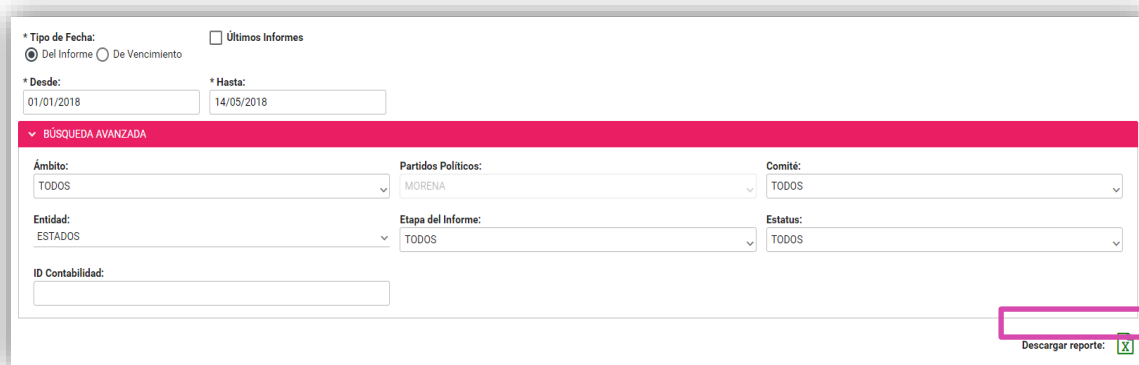 * Tipo de Fecha:
Últimos Informes
Del Informe De Vencimiento
* Desde: * Hasta:
01/01/2018 14/05/2018
BÚSQUEDA AVANZADA
Ámbito: Partidos Políticos: Comité:
TODOS MORENA TODOS
Entidad: Etapa del Informe: Estatus:
ESTADOS TODOS TODOS
ID Contabilidad:
Descargar reporte: